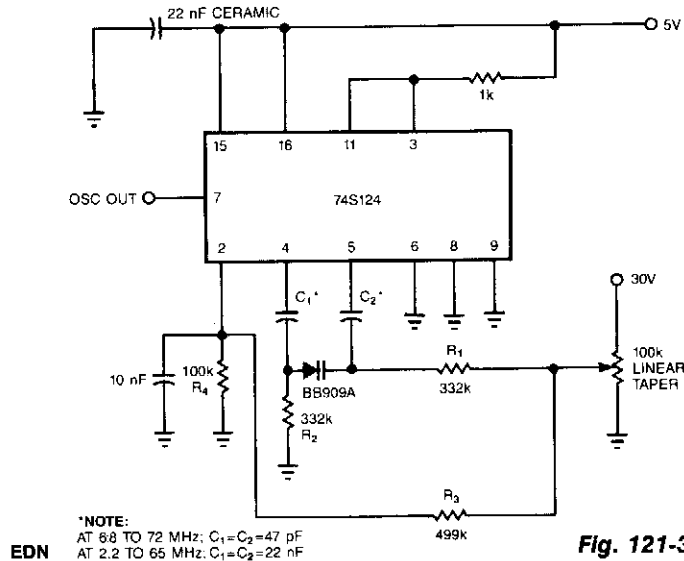 22 nF CERAMIC
5V
1k
15
16
11
3
OSC OUT
7
74S124
2
4
5
6
8
9
30V
C1*
C2*
R1
332k
100k
LINEAR
TAPER
10 nF
100k
R4
BB909A
332k
R2
R3
499k
*NOTE:
AT 6.8 TO 72 MHz; C1=C2=47 pF
AT 2.2 TO 65 MHz; C1=C2=22 nF
EDN
Fig. 121-3